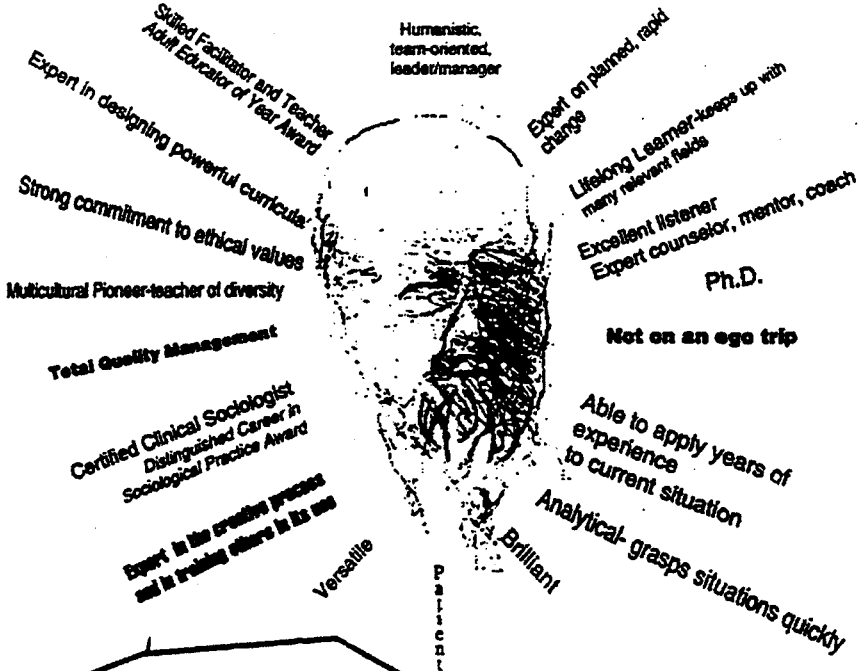 Skilled Facilitator and Teacher
Adult Educator of Year Award
Expert in designing powerful curricula
Strong commitment to ethical values
Multicultural Pioneer-teacher of diversity
Total Quality Management
Certified Clinical Sociologist
Distinguished Career in
Sociological Practice Award
Expert in the creative process
and in training others in its use
Versatile
Humanistic,
team-oriented,
leader/manager
Expert on planned, rapid
change
Lifelong Learner-keeps up with
many relevant fields
Excellent listener
Expert counselor, mentor, coach
Ph.D.
Not on an ego trip
Able to apply years of
experience
to current situation
Analytical- grasps situations quickly
Brilliant
Patient